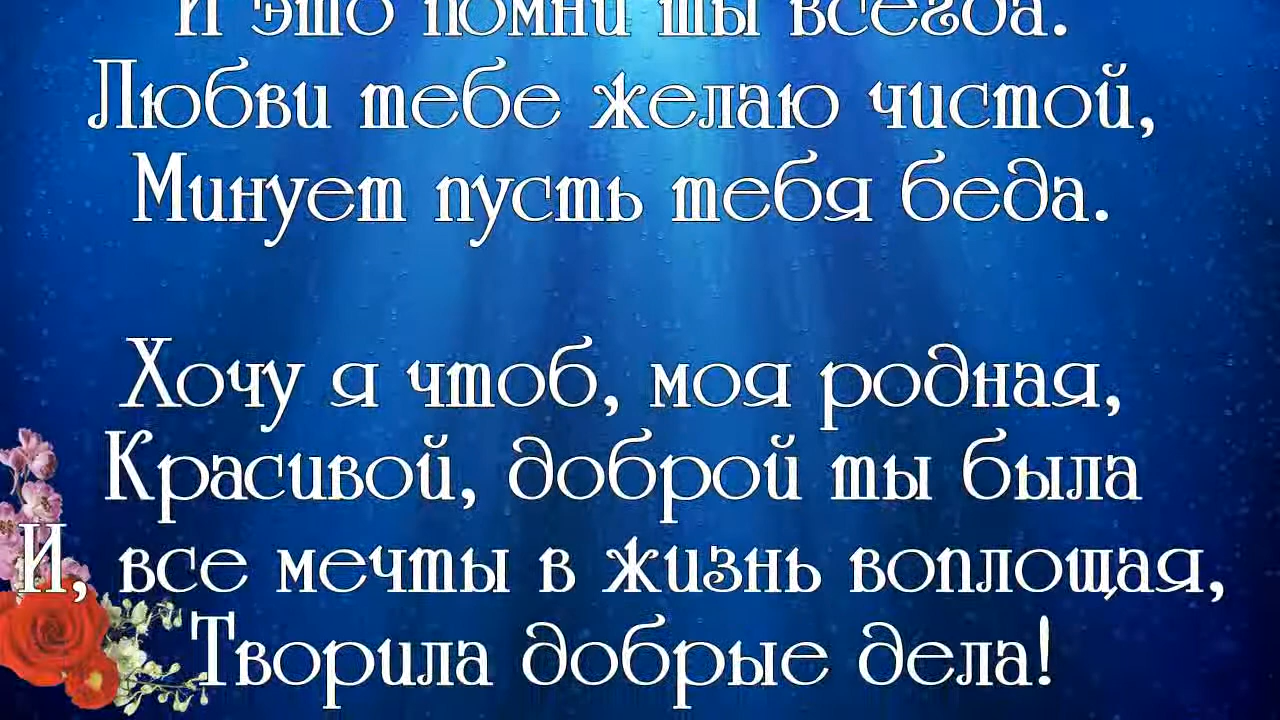 И это помни ты всегда.
Любви тебе желаю чистой,
Минует пусть тебя беда.
Хочу я чтоб, моя родная,
Красивой, доброй ты была
И, все мечты в жизнь воплощая,
Творила добрые дела!